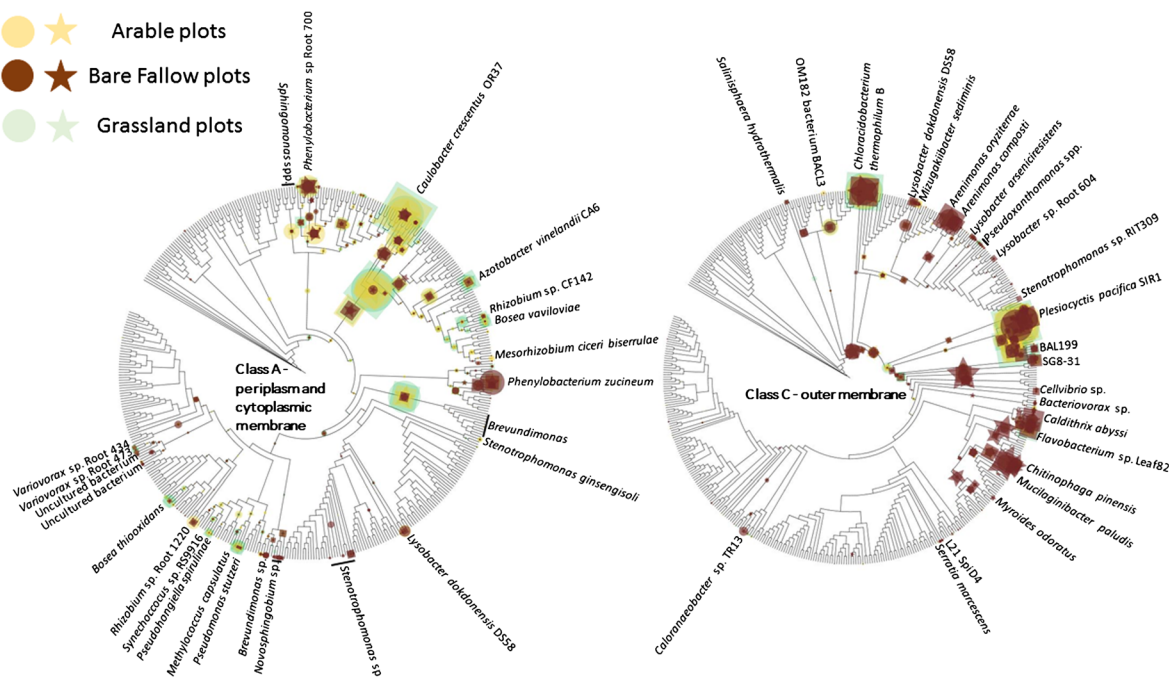 Arable plots
Bare Fallow plots
Grassland plots
Sphingomonas spp
Phenylobacterium sp Root 700
Caulobacter crescentus OR37
Azotobacter vinelandii CA6
Rhizobium sp. CF142
Bosea vaviloviae
Mesorhizobium ciceri biserrulae
Phenylobacterium zucineum
Brevundimonas
Stenotrophomonas ginsengisoli
Lysobacter dokdonensis DS58
Stenotrophomonas sp
Novosphingobium sp
Brevundimonas sp
Pseudomonas stutzeri
Methylococcus capsulatus
Pseudohongiella spirulinae
Synechoccocus sp. RS9916
Rhizobium sp. Root 1220
Bosea thiooxidans
Uncultured bacterium
Uncultured bacterium
Variovorax sp. Root 473
Variovorax sp. Root 434
Class A -
periplasm and
cytoplasmic
membrane
Salinisphaera hydrothermalis
OM182 bacterium BACL3
Chloracidobacterium
thermophilum B
Lysobacter dokdonensis DS58
Mizugakiibacter sediminis
Arenimonas oryziterrae
Arenimonas composti
Lysobacter arseniciresistens
Pseudoxanthomonas spp.
Lysobacter sp. Root 604
Stenotrophomonas sp. RIT309
Plesiocystis pacifica SIR1
BAL199
SG8-31
Cellvibrio sp.
Bacteriovorax sp.
Caldithrix abyssi
Flavobacterium sp. Leaf82
Chitinophaga pinensis
Mucilaginibacter paludis
Myroides odoratus
L21 SpiD4
Serratia marcescens
Caloranaeobacter sp. TR13
Class C - outer membrane